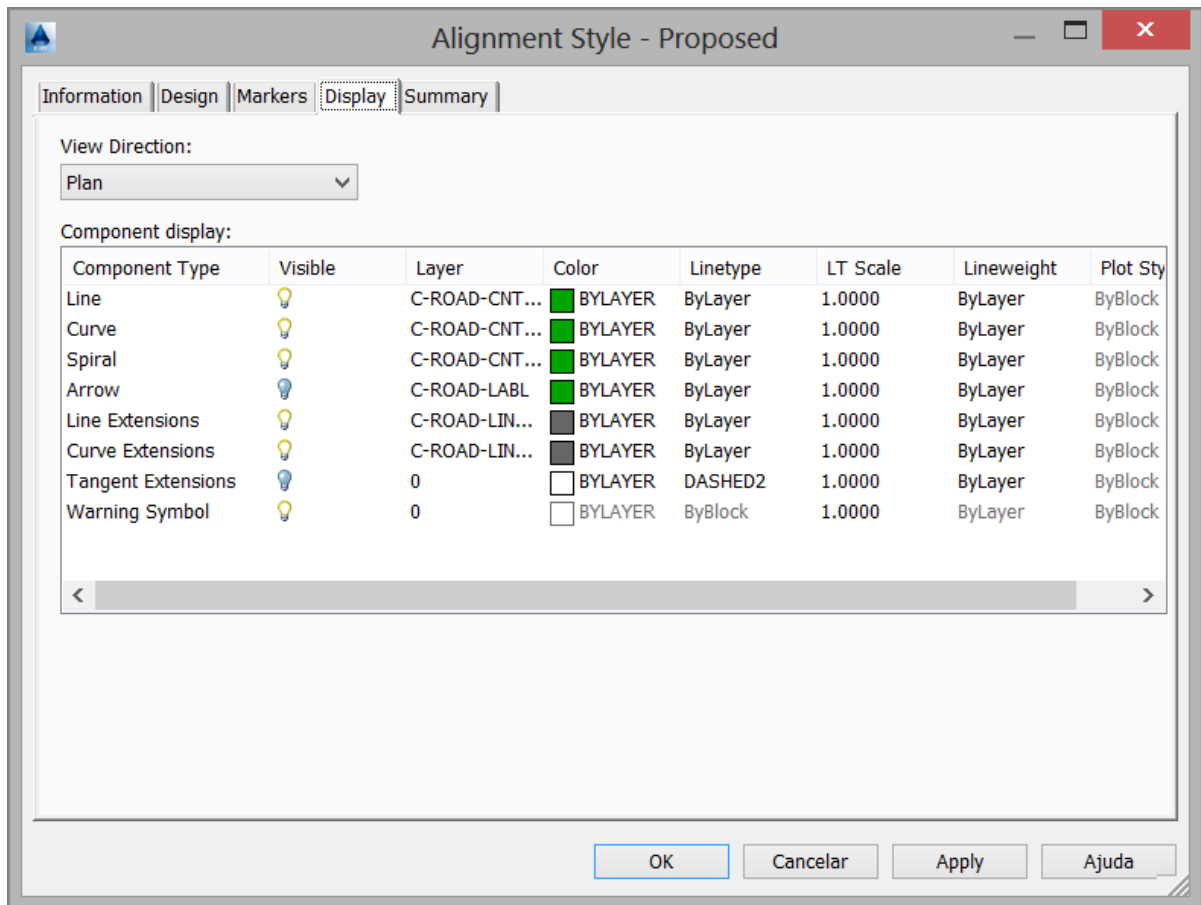 Alignment Style - Proposed
Information Design Markers Display Summary
View Direction:
Plan
Component display:
Component Type Visible Layer Color Linetype LT Scale Lineweight Plot Sty
Line C-ROAD-CNT... BYLAYER ByLayer 1.0000 ByLayer ByBlock
Curve C-ROAD-CNT... BYLAYER ByLayer 1.0000 ByLayer ByBlock
Spiral C-ROAD-CNT... BYLAYER ByLayer 1.0000 ByLayer ByBlock
Arrow C-ROAD-LABL BYLAYER ByLayer 1.0000 ByLayer ByBlock
Line Extensions C-ROAD-LIN... BYLAYER ByLayer 1.0000 ByLayer ByBlock
Curve Extensions C-ROAD-LIN... BYLAYER ByLayer 1.0000 ByLayer ByBlock
Tangent Extensions 0 BYLAYER DASHED2 1.0000 ByLayer ByBlock
Warning Symbol 0 BYLAYER ByBlock 1.0000 ByLayer ByBlock
OK Cancelar Apply Ajuda